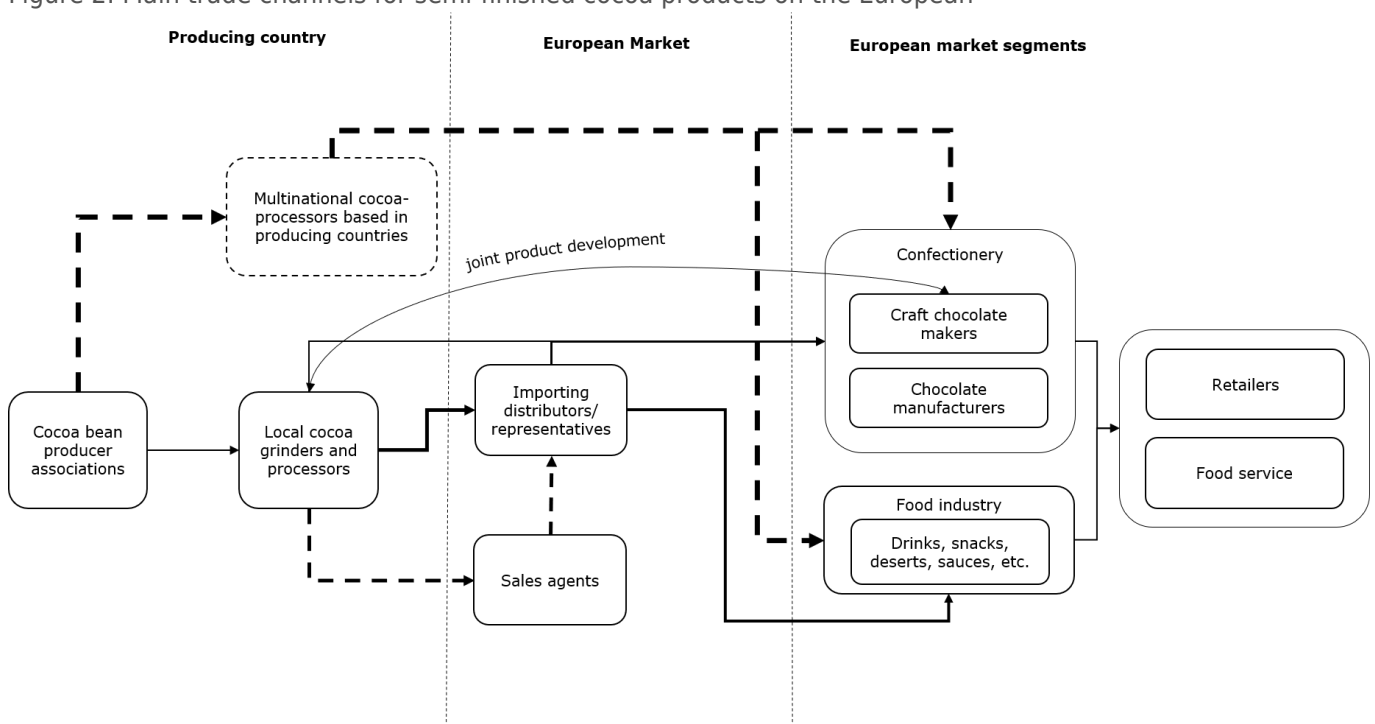 Figure 2: Main trade channels for semi-finished cocoa products on the European
Producing country
European Market
European market segments
Multinational cocoa-
processors based in
producing countries
joint product development
Confectionery
Craft chocolate
makers
Chocolate
manufacturers
Retailers
Food service
Importing
distributors/
representatives
Cocoa bean
producer
associations
Local cocoa
grinders and
processors
Sales agents
Food industry
Drinks, snacks,
deserts, sauces, etc.